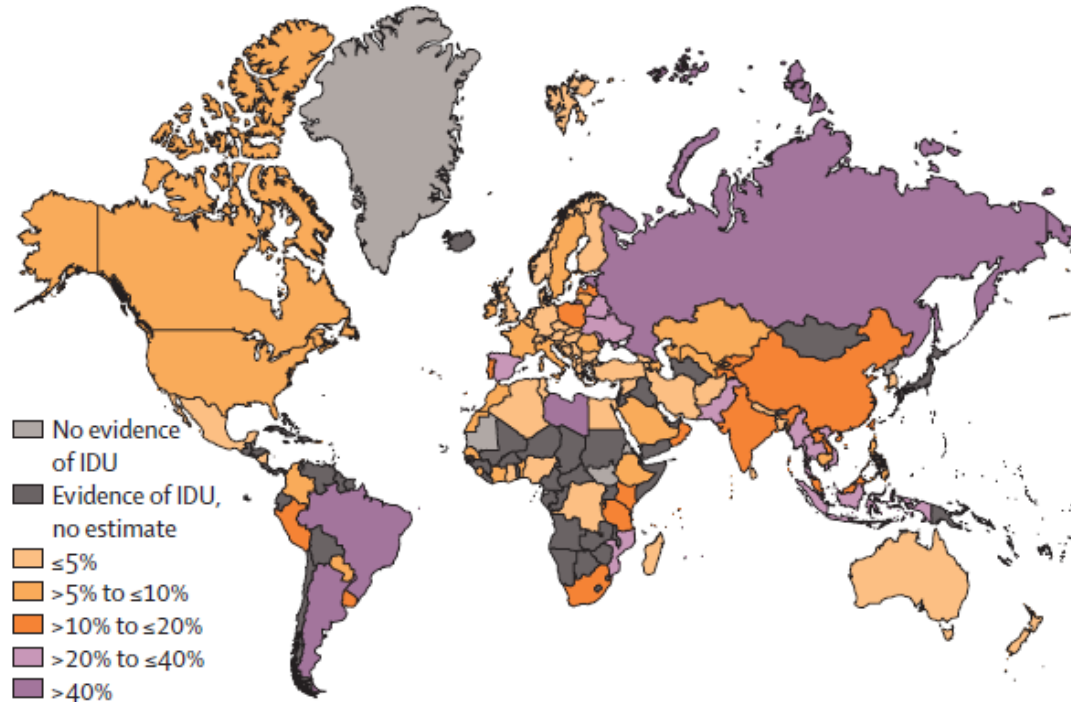 No evidence
of IDU
Evidence of IDU,
no estimate
≤5%
>5% to ≤10%
>10% to ≤20%
>20% to ≤40%
>40%